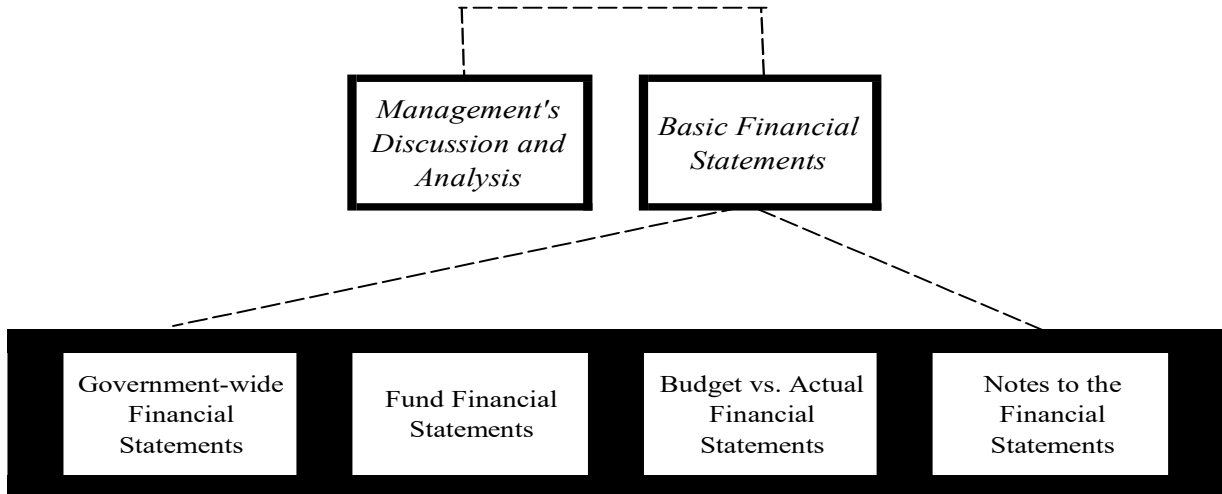 Management's
Discussion and
Analysis
Basic Financial
Statements
Government-wide
Financial
Statements
Fund Financial
Statements
Budget vs. Actual
Financial
Statements
Notes to the
Financial
Statements